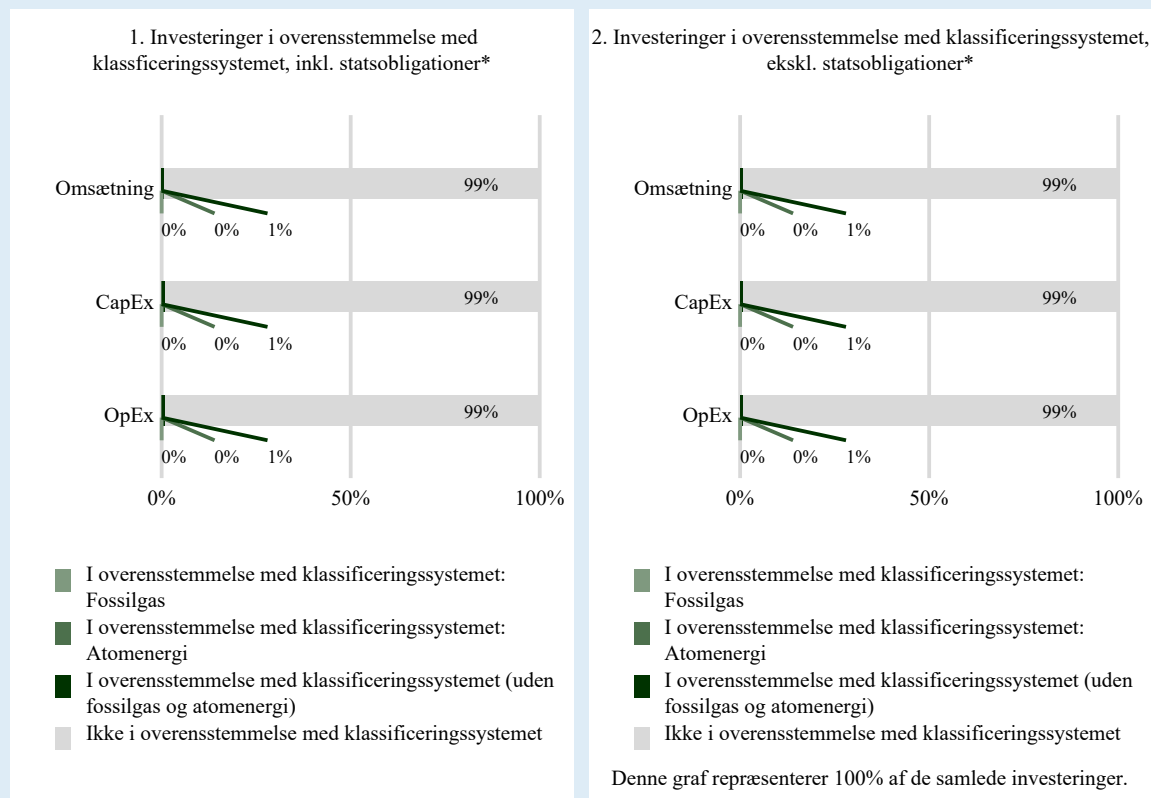 1. Investeringer i overensstemmelse med
klassficeringssystemet, inkl. statsobligationer*
Omsætning
99%
0% 0% 1%
CapEx
99%
0% 0% 1%
OpEx
99%
0% 0% 1%
0% 50% 100%
I overensstemmelse med klassificeringssystemet:
Fossilgas
I overensstemmelse med klassificeringssystemet:
Atomenergi
I overensstemmelse med klassificeringssystemet (uden
fossilgas og atomenergi)
Ikke i overensstemmelse med klassificeringssystemet
2. Investeringer i overensstemmelse med klassificeringssystemet,
ekskl. statsobligationer*
Omsætning
99%
0% 0% 1%
CapEx
99%
0% 0% 1%
OpEx
99%
0% 0% 1%
0% 50% 100%
I overensstemmelse med klassificeringssystemet:
Fossilgas
I overensstemmelse med klassificeringssystemet:
Atomenergi
I overensstemmelse med klassificeringssystemet (uden
fossilgas og atomenergi)
Ikke i overensstemmelse med klassificeringssystemet
Denne graf repræsenterer 100% af de samlede investeringer.